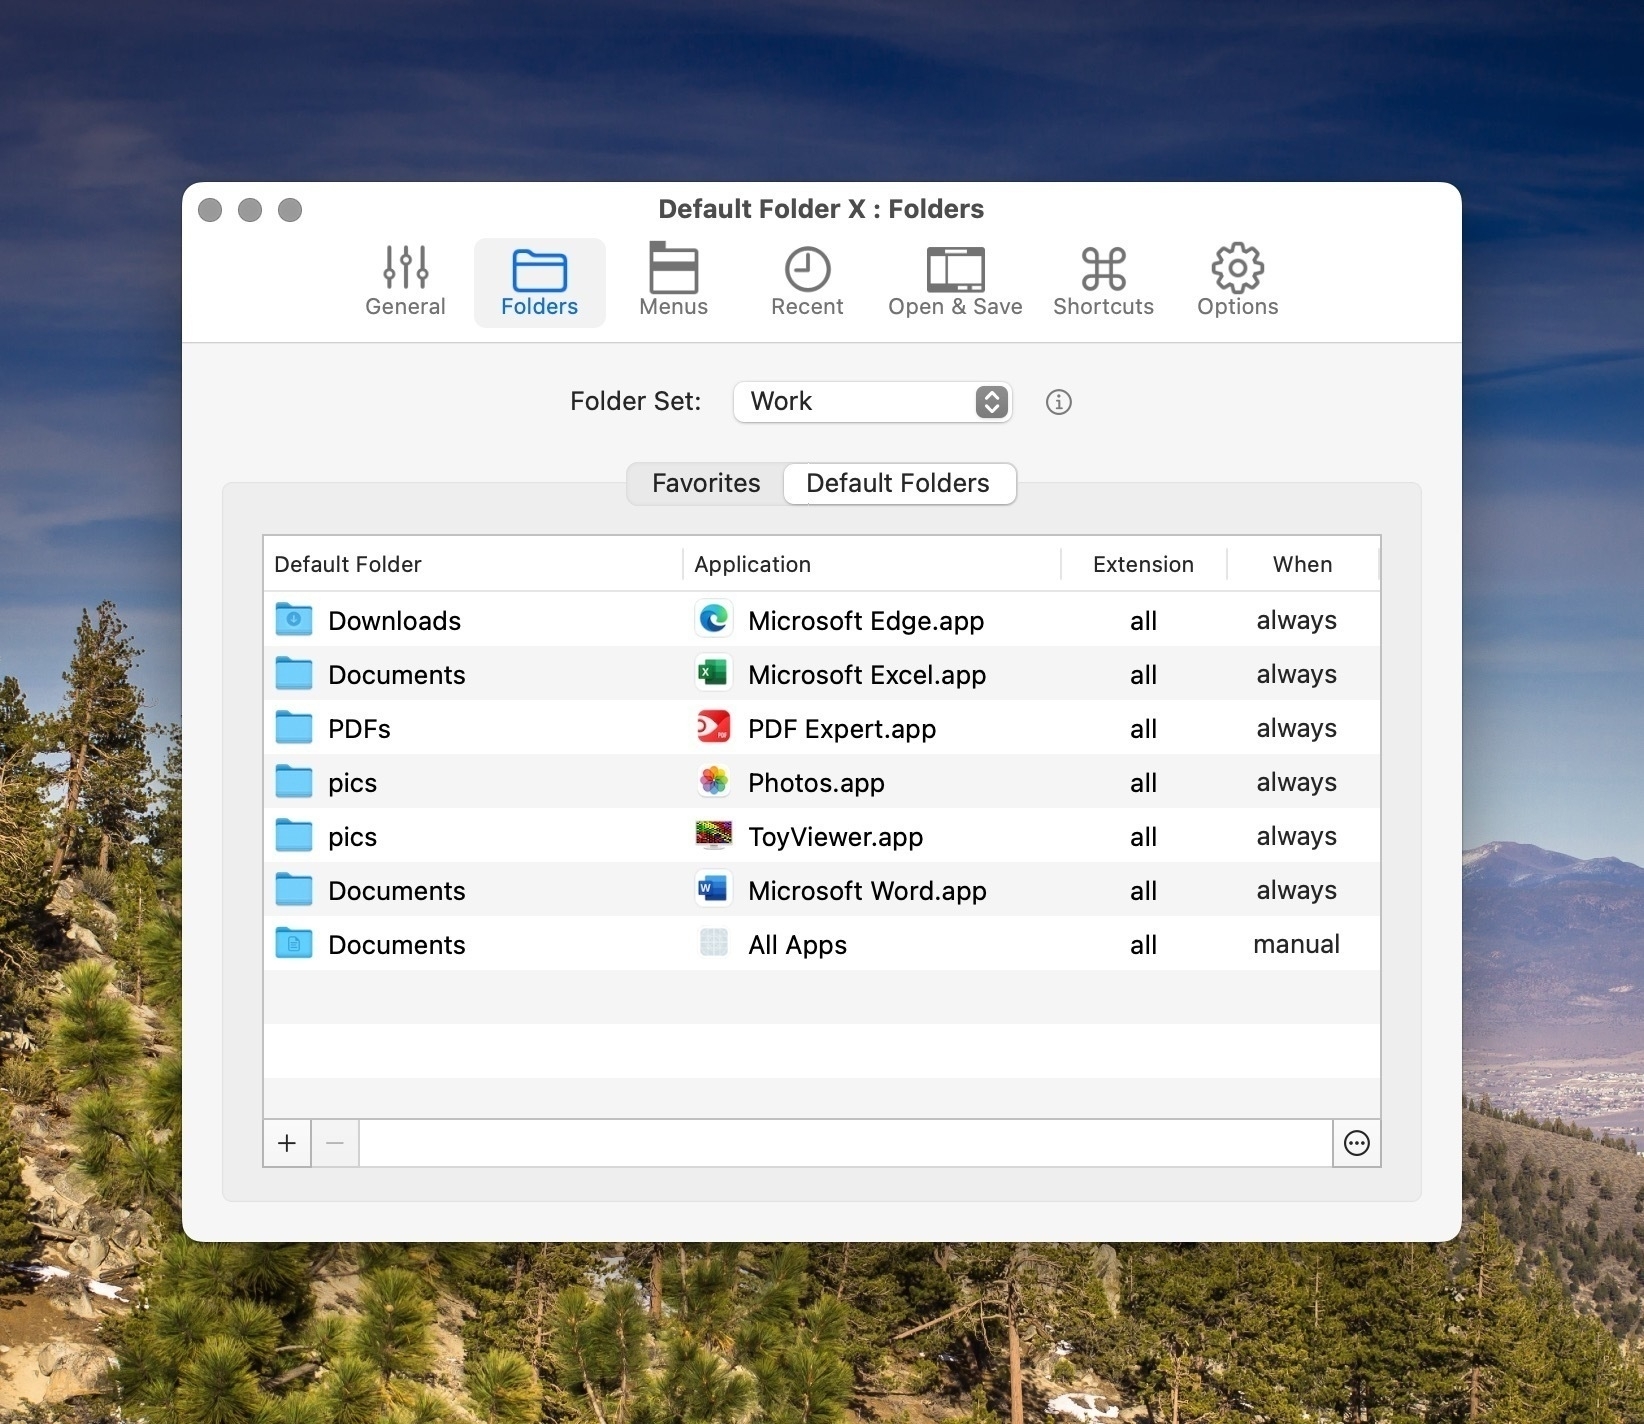 Default Folder X : Folders
General Folders Menus Recent Open & Save Shortcuts Options
Folder Set: Work
Favorites Default Folders
Default Folder Application Extension When
Downloads Microsoft Edge.app all always
Documents Microsoft Excel.app all always
PDFs PDF Expert.app all always
pics Photos.app all always
pics ToyViewer.app all always
Documents Microsoft Word.app all always
Documents All Apps all manual